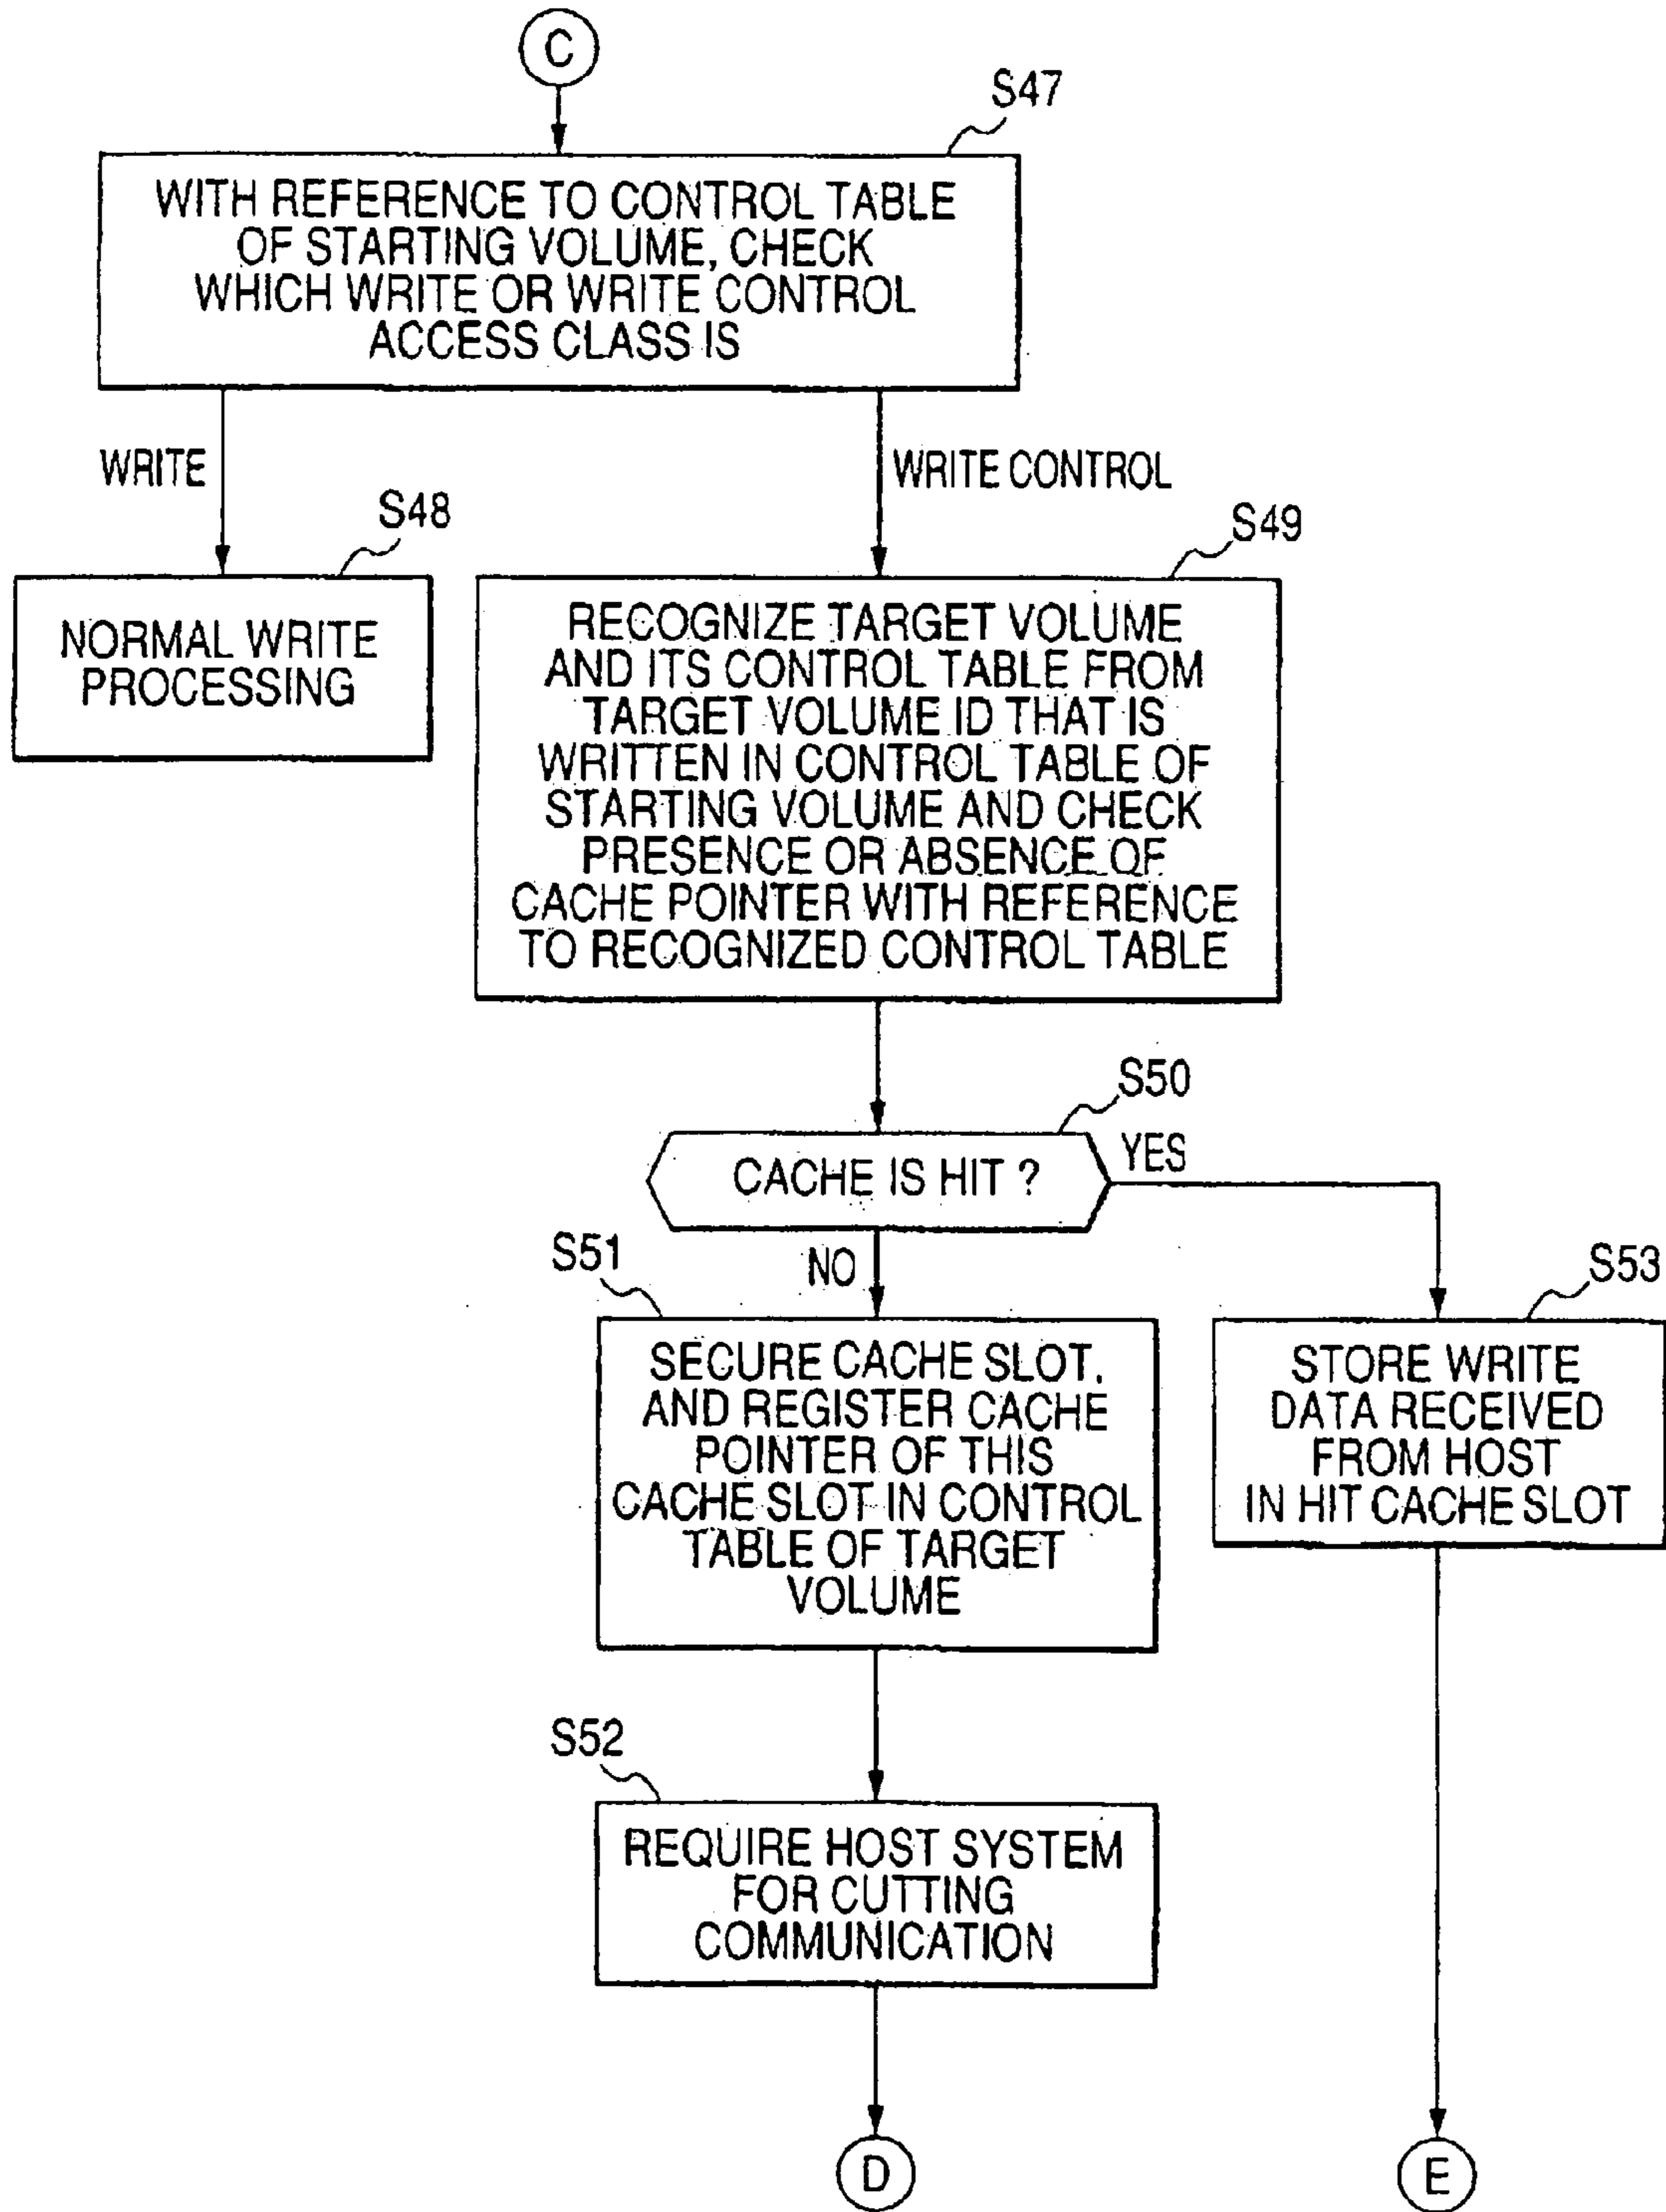 C
S47
WITH REFERENCE TO CONTROL TABLE
OF STARTING VOLUME, CHECK
WHICH WRITE OR WRITE CONTROL
ACCESS CLASS IS
WRITE
WRITE CONTROL
S48
NORMAL WRITE
PROCESSING
S49
RECOGNIZE TARGET VOLUME
AND ITS CONTROL TABLE FROM
TARGET VOLUME ID THAT IS
WRITTEN IN CONTROL TABLE OF
STARTING VOLUME AND CHECK
PRESENCE OR ABSENCE OF
CACHE POINTER WITH REFERENCE
TO RECOGNIZED CONTROL TABLE
S50
CACHE IS HIT ?
YES
NO
S51
SECURE CACHE SLOT.
AND REGISTER CACHE
POINTER OF THIS
CACHE SLOT IN CONTROL
TABLE OF TARGET
VOLUME
S53
STORE WRITE
DATA RECEIVED
FROM HOST
IN HIT CACHE SLOT
S52
REQUIRE HOST SYSTEM
FOR CUTTING
COMMUNICATION
D
E